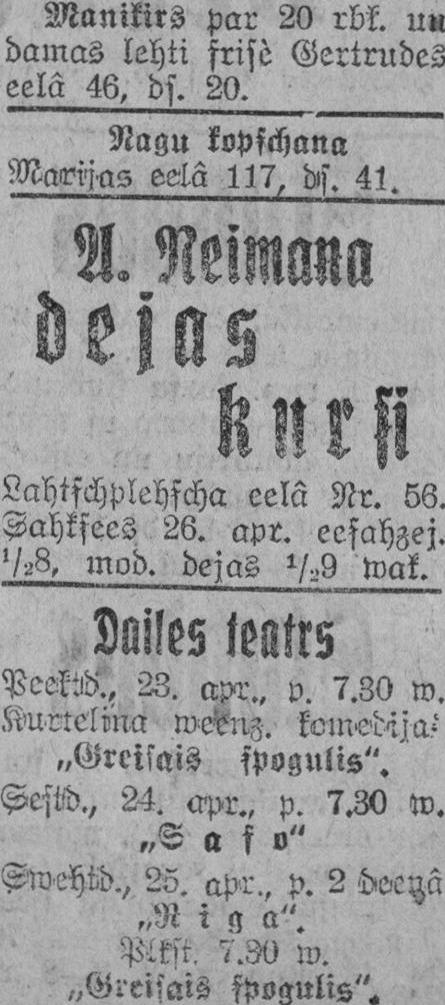 Manikirs par 20 rbk. un
damas lehti frisè Gertrudes
eelâ 46, ds. 20.
Nagu kopschana
Marijas eelâ 117, ds. 41.
A. Neimana
dejas
kursi
Lahtschplehscha eelâ Nr. 56.
Sahksees 26. apr. eesahzej.
1/28, mod. dejas 1/29 wak.
Dailes teatrs
Peektd., 23. apr., p. 7.30 w.
Kurtelina weenz. komedija:
„Greisais spogulis“.
Sestd., 24. apr., p. 7.30 w.
„Safo“
Swehtd., 25. apr., p. 2 deenâ
„Riga“.
Plkst. 7.30 w.
„Greisais spogulis“.